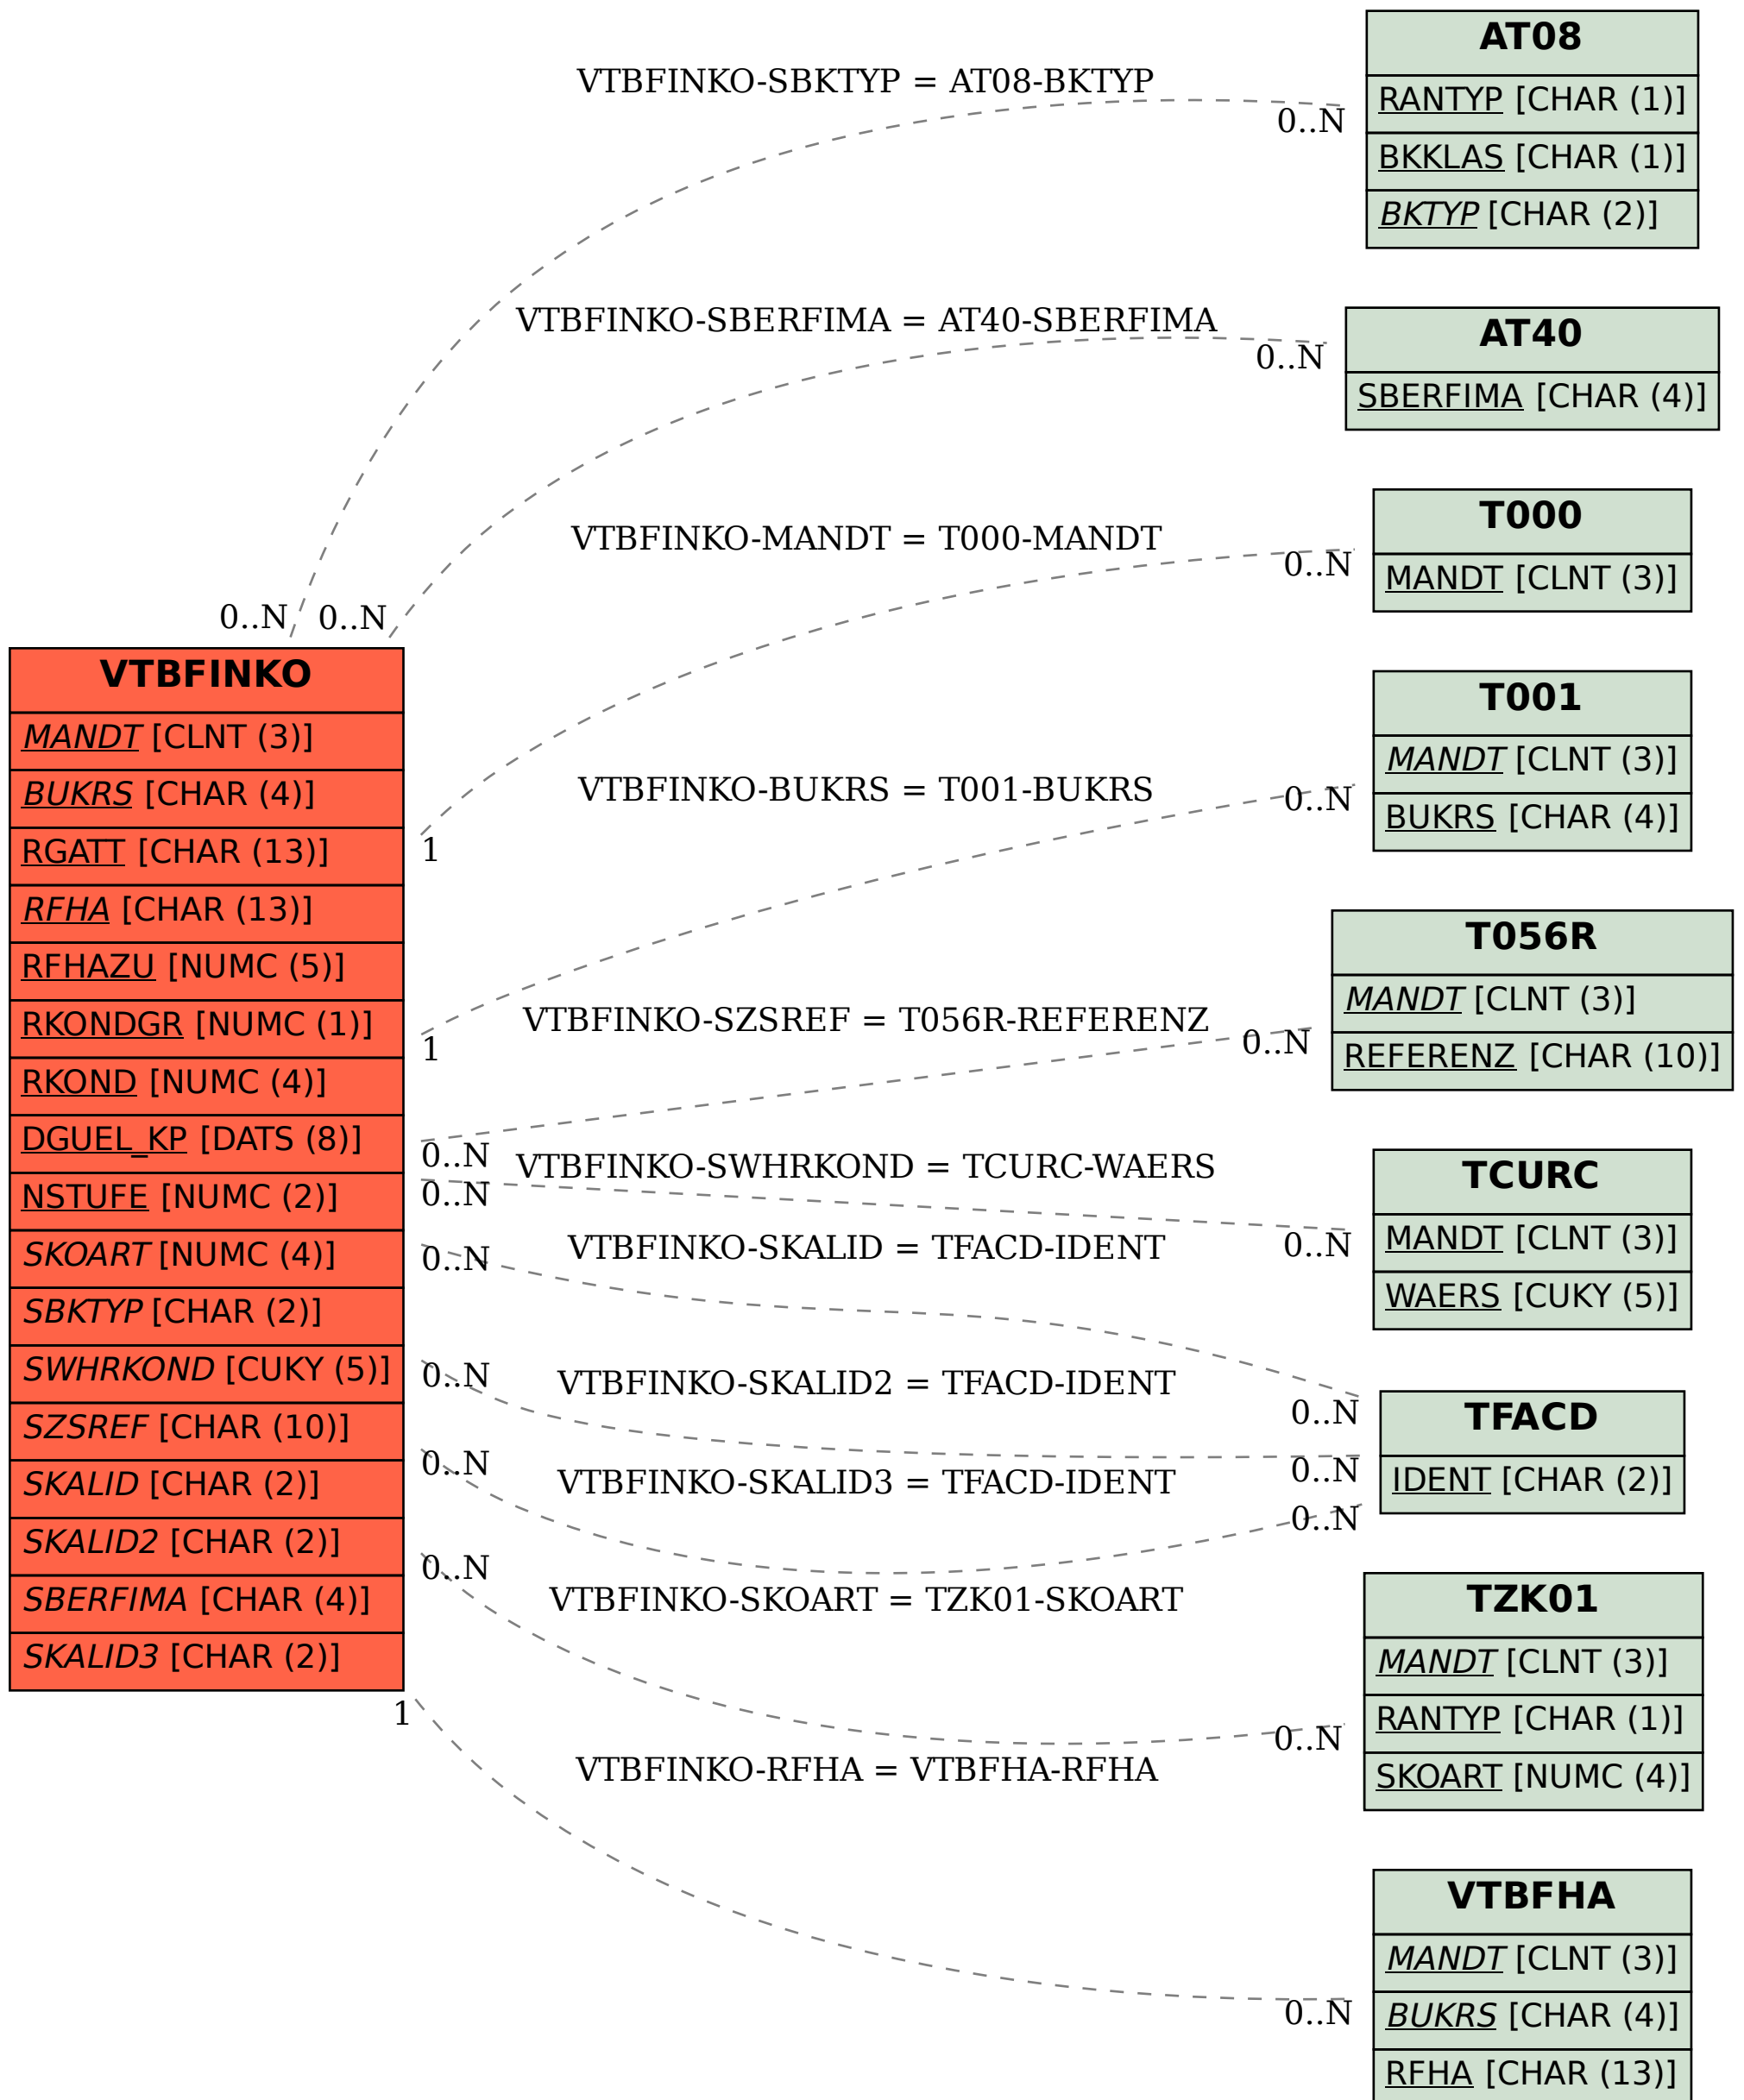 AT08
RANTYP [CHAR (1)]
BKKLAS [CHAR (1)]
BKTYP [CHAR (2)]
VTBFINKO-SBKTYP = AT08-BKTYP
0..N
0..N
AT40
SBERFIMA [CHAR (4)]
VTBFINKO-SBERFIMA = AT40-SBERFIMA
0..N
0..N
T000
MANDT [CLNT (3)]
VTBFINKO-MANDT = T000-MANDT
0..N
1
VTBFINKO
MANDT [CLNT (3)]
BUKRS [CHAR (4)]
RGATT [CHAR (13)]
RFHA [CHAR (13)]
RFHAZU [NUMC (5)]
RKONDGR [NUMC (1)]
RKOND [NUMC (4)]
DGUEL_KP [DATS (8)]
NSTUFE [NUMC (2)]
SKOART [NUMC (4)]
SBKTYP [CHAR (2)]
SWHRKOND [CUKY (5)]
SZSREF [CHAR (10)]
SKALID [CHAR (2)]
SKALID2 [CHAR (2)]
SBERFIMA [CHAR (4)]
SKALID3 [CHAR (2)]
T001
MANDT [CLNT (3)]
BUKRS [CHAR (4)]
VTBFINKO-BUKRS = T001-BUKRS
0..N
1
T056R
MANDT [CLNT (3)]
REFERENZ [CHAR (10)]
VTBFINKO-SZSREF = T056R-REFERENZ
0..N
0..N
TCURC
MANDT [CLNT (3)]
WAERS [CUKY (5)]
VTBFINKO-SWHRKOND = TCURC-WAERS
0..N
0..N
VTBFINKO-SKALID = TFACD-IDENT
0..N
0..N
TFACD
IDENT [CHAR (2)]
VTBFINKO-SKALID2 = TFACD-IDENT
0..N
0..N
VTBFINKO-SKALID3 = TFACD-IDENT
0..N
0..N
TZK01
MANDT [CLNT (3)]
RANTYP [CHAR (1)]
SKOART [NUMC (4)]
VTBFINKO-SKOART = TZK01-SKOART
0..N
0..N
VTBFINKO-RFHA = VTBFHA-RFHA
1
0..N
VTBFHA
MANDT [CLNT (3)]
BUKRS [CHAR (4)]
RFHA [CHAR (13)]